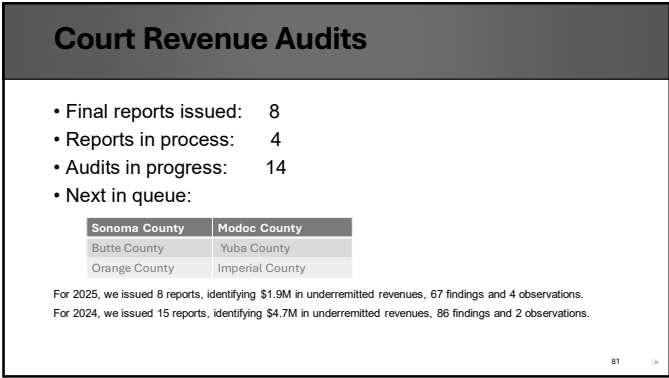 Court Revenue Audits
• Final reports issued: 8
• Reports in process: 4
• Audits in progress: 14
• Next in queue:
Sonoma County Modoc County
Butte County Yuba County
Orange County Imperial County
For 2025, we issued 8 reports, identifying $1.9M in underremitted revenues, 67 findings and 4 observations.
For 2024, we issued 15 reports, identifying $4.7M in underremitted revenues, 86 findings and 2 observations.
81